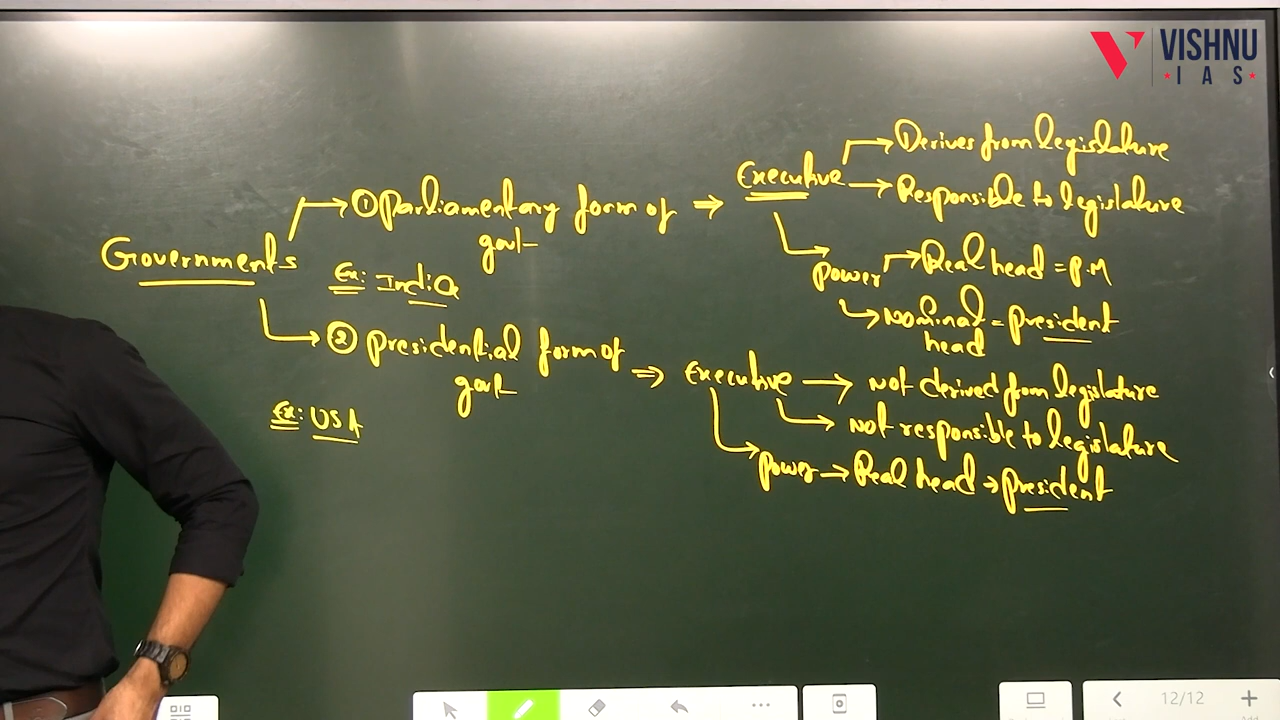 VISHNU
IAS
Governments
① parliamentary form of
govt
Ex: India
⇒ Executive
→ Derives from legislature
→ Responsible to legislature
power
→ Real head = P.M
→ nominal = president
head
② presidential form of
govt
Ex: USA
⇒ Executive → not derived from legislature
→ not responsible to legislature
power → Real head → president
12/12